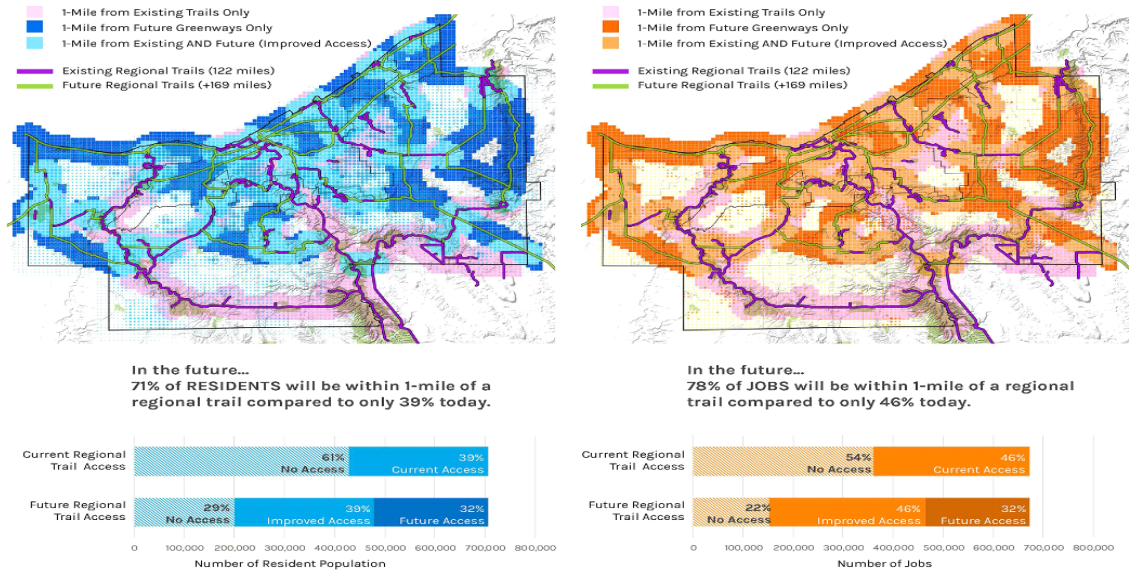 1-Mile from Existing Trails Only
1-Mile from Future Greenways Only
1-Mile from Existing AND Future (Improved Access)
Existing Regional Trails (122 miles)
Future Regional Trails (+169 miles)
In the future...
71% of RESIDENTS will be within 1-mile of a
regional trail compared to only 39% today.
Current Regional
Trail Access
61%
No Access
39%
Current Access
Future Regional
Trail Access
29%
No Access
39%
Improved Access
32%
Future Access
0
100,000
200,000
300,000
400,000
500,000
600,000
700,000
800,000
Number of Resident Population
1-Mile from Existing Trails Only
1-Mile from Future Greenways Only
1-Mile from Existing AND Future (Improved Access)
Existing Regional Trails (122 miles)
Future Regional Trails (+169 miles)
In the future...
78% of JOBS will be within 1-mile of a regional
trail compared to only 46% today.
Current Regional
Trail Access
54%
No Access
46%
Current Access
Future Regional
Trail Access
22%
No Access
46%
Improved Access
32%
Future Access
0
100,000
200,000
300,000
400,000
500,000
600,000
700,000
800,000
Number of Jobs